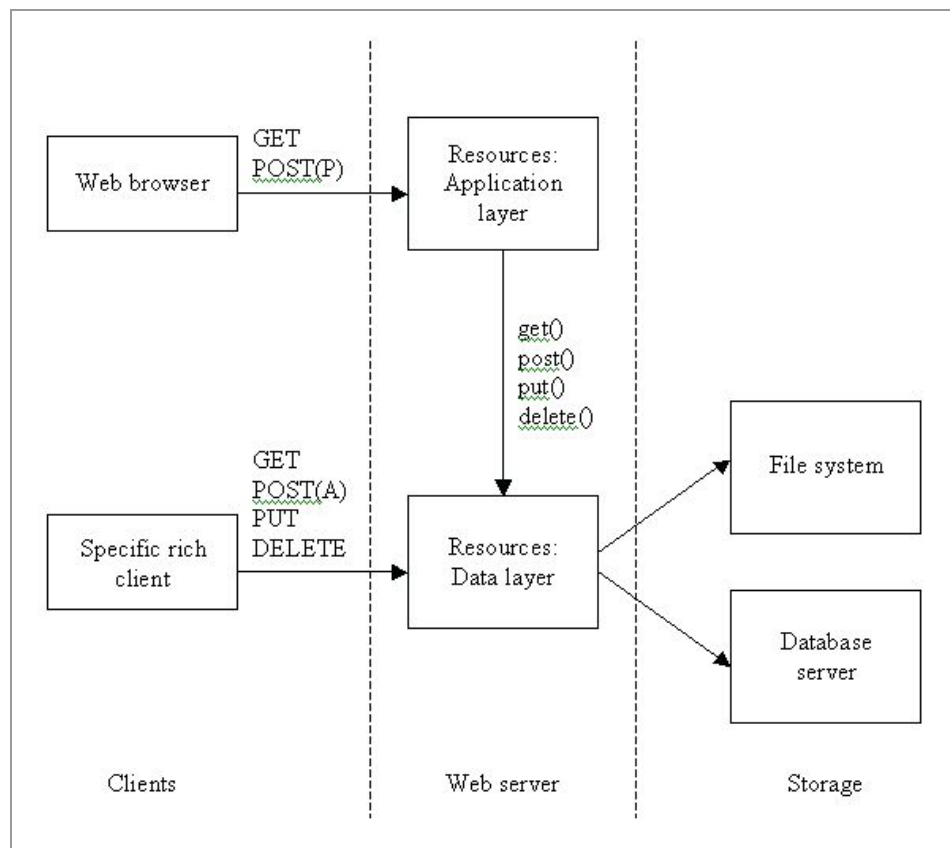 GET
POST(P)
Web browser
Resources:
Application
layer
get()
post()
put()
delete()
GET
POST(A)
PUT
DELETE
Specific rich
client
Resources:
Data layer
File system
Database
server
Clients
Web server
Storage